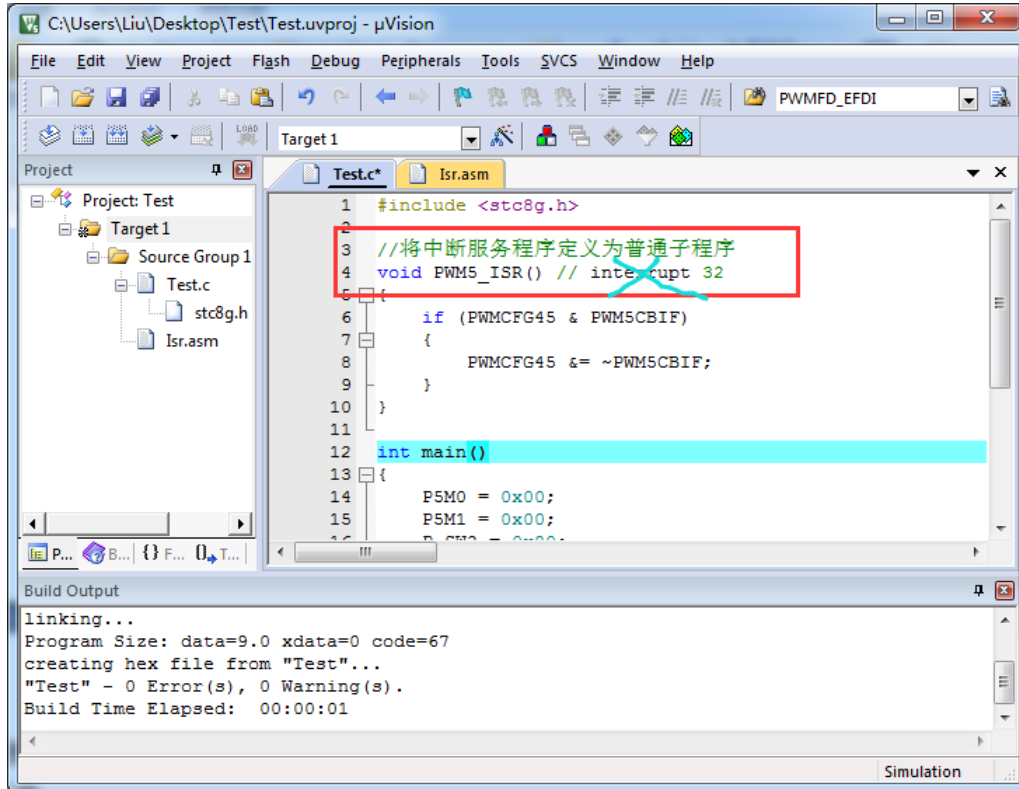 C:\Users\Liu\Desktop\Test\Test.uvproj - µVision
File Edit View Project Flash Debug Peripherals Tools SVCS Window Help
PWMFD_EFDI
LOAD Target 1
Project
Test.c* Isr.asm
Project: Test
Target 1
Source Group 1
Test.c
stc8g.h
Isr.asm
1 #include <stc8g.h>
2
3 //将中断服务程序定义为普通子程序
4 void PWM5_ISR() // interrupt 32
5 {
6 if (PWMCFG45 & PWM5CBIF)
7 {
8 PWMCFG45 &= ~PWM5CBIF;
9 }
10 }
11
12 int main()
13 {
14 P5M0 = 0x00;
15 P5M1 = 0x00;
P... B... {} F... T...
Build Output
linking...
Program Size: data=9.0 xdata=0 code=67
creating hex file from "Test"...
"Test" - 0 Error(s), 0 Warning(s).
Build Time Elapsed: 00:00:01
Simulation